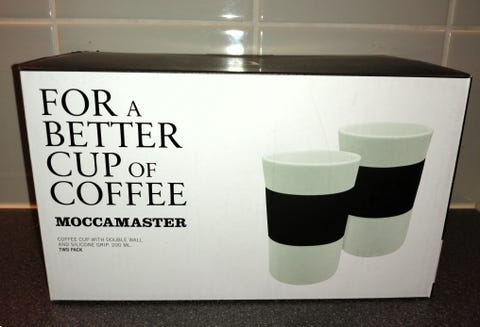 FOR A
BETTER
CUP OF
COFFEE
MOCCAMASTER
COFFEE CUP WITH DOUBLE WALL
AND SILICONE GRIP. 200 ML.
TWO PACK